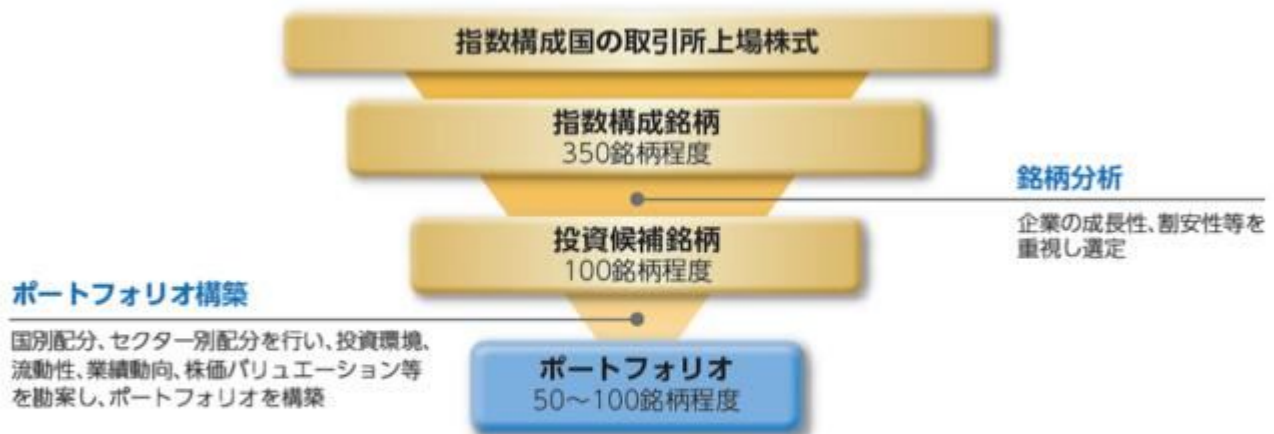 指数構成国の取引所上場株式
指数構成銘柄
350銘柄程度
銘柄分析
企業の成長性、割安性等を
重視し選定
投資候補銘柄
100銘柄程度
ポートフォリオ構築
国別配分、セクター別配分を行い、投資環境、
流動性、業績動向、株価バリュエーション等
を勘案し、ポートフォリオを構築
ポートフォリオ
50～100銘柄程度